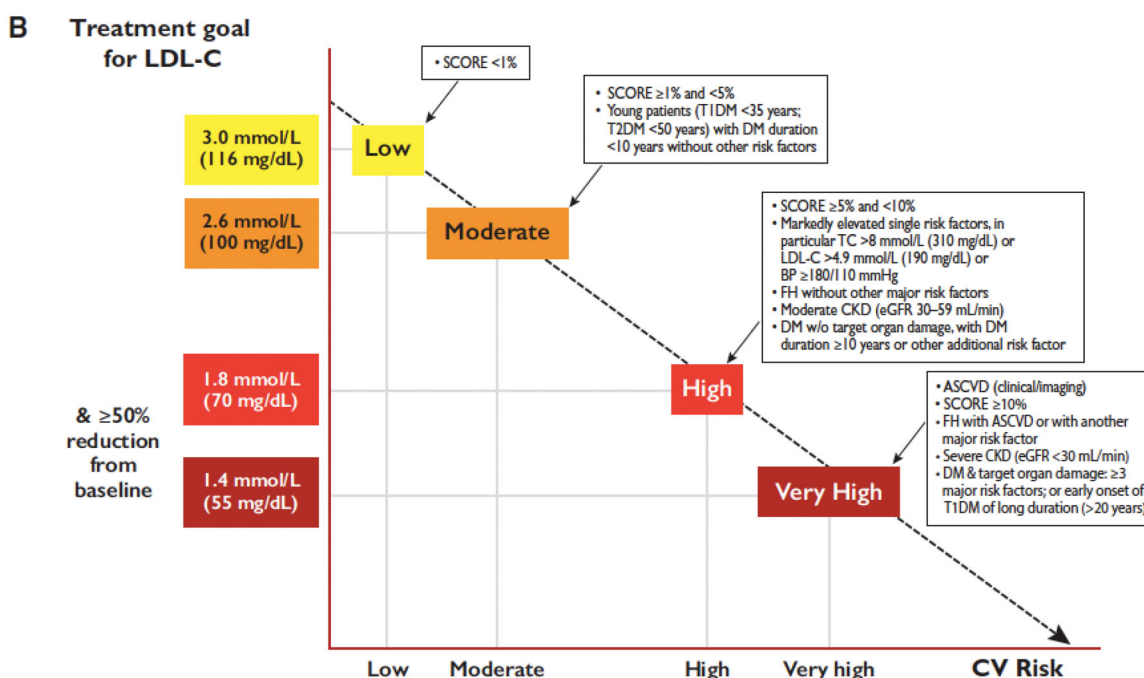 B
Treatment goal
for LDL-C
3.0 mmol/L
(116 mg/dL)
2.6 mmol/L
(100 mg/dL)
1.8 mmol/L
(70 mg/dL)
1.4 mmol/L
(55 mg/dL)
& ≥50%
reduction
from
baseline
Low
• SCORE <1%
Moderate
• SCORE ≥1% and <5%
• Young patients (T1DM <35 years;
T2DM <50 years) with DM duration
<10 years without other risk factors
High
• SCORE ≥5% and <10%
• Markedly elevated single risk factors, in
particular TC >8 mmol/L (310 mg/dL) or
LDL-C >4.9 mmol/L (190 mg/dL) or
BP ≥180/110 mmHg
• FH without other major risk factors
• Moderate CKD (eGFR 30–59 mL/min)
• DM w/o target organ damage, with DM
duration ≥10 years or other additional risk factor
Very High
• ASCVD (clinical/imaging)
• SCORE ≥10%
• FH with ASCVD or with another
major risk factor
• Severe CKD (eGFR <30 mL/min)
• DM & target organ damage: ≥3
major risk factors; or early onset of
T1DM of long duration (>20 years)
Low
Moderate
High
Very high
CV Risk